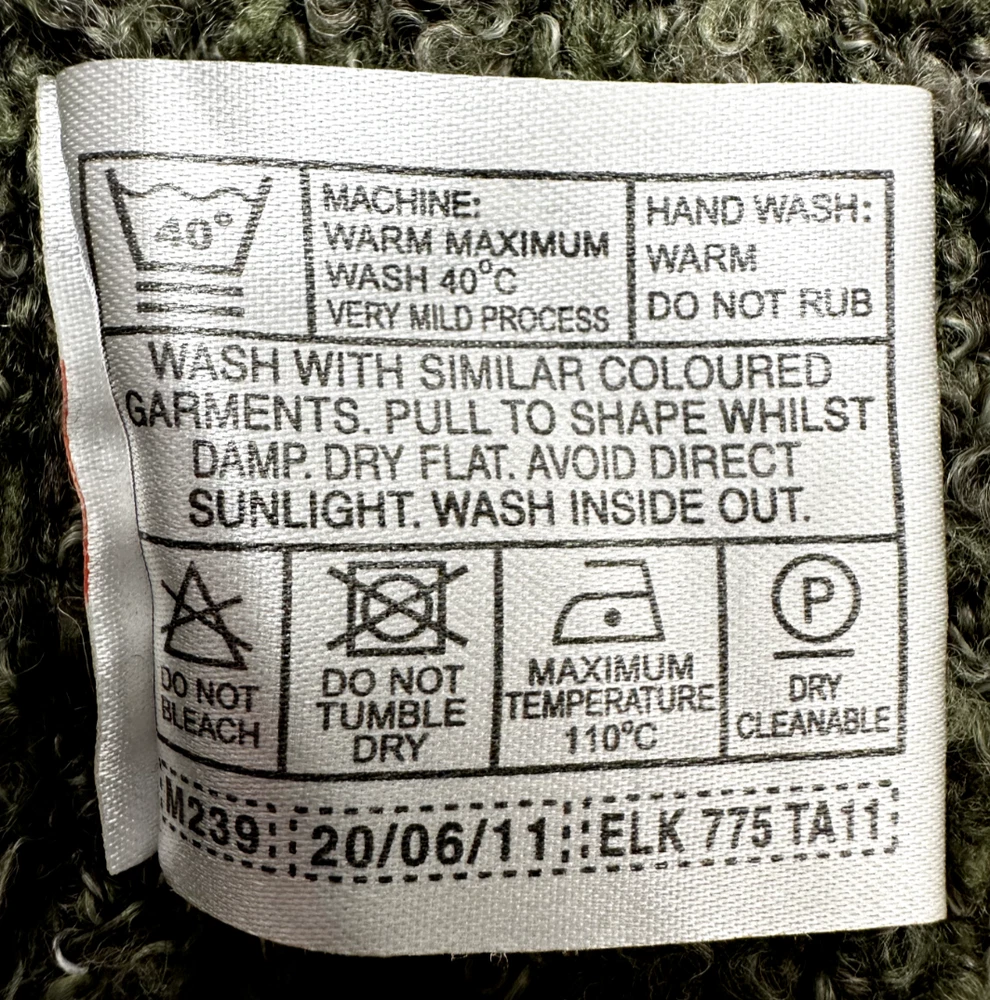 40°
MACHINE:
WARM MAXIMUM
WASH 40°C
VERY MILD PROCESS
HAND WASH:
WARM
DO NOT RUB
WASH WITH SIMILAR COLOURED
GARMENTS. PULL TO SHAPE WHILST
DAMP. DRY FLAT. AVOID DIRECT
SUNLIGHT. WASH INSIDE OUT.
DO NOT
BLEACH
DO NOT
TUMBLE
DRY
MAXIMUM
TEMPERATURE
110°C
P
DRY
CLEANABLE
M239 20/06/11 ELK 775 TA11